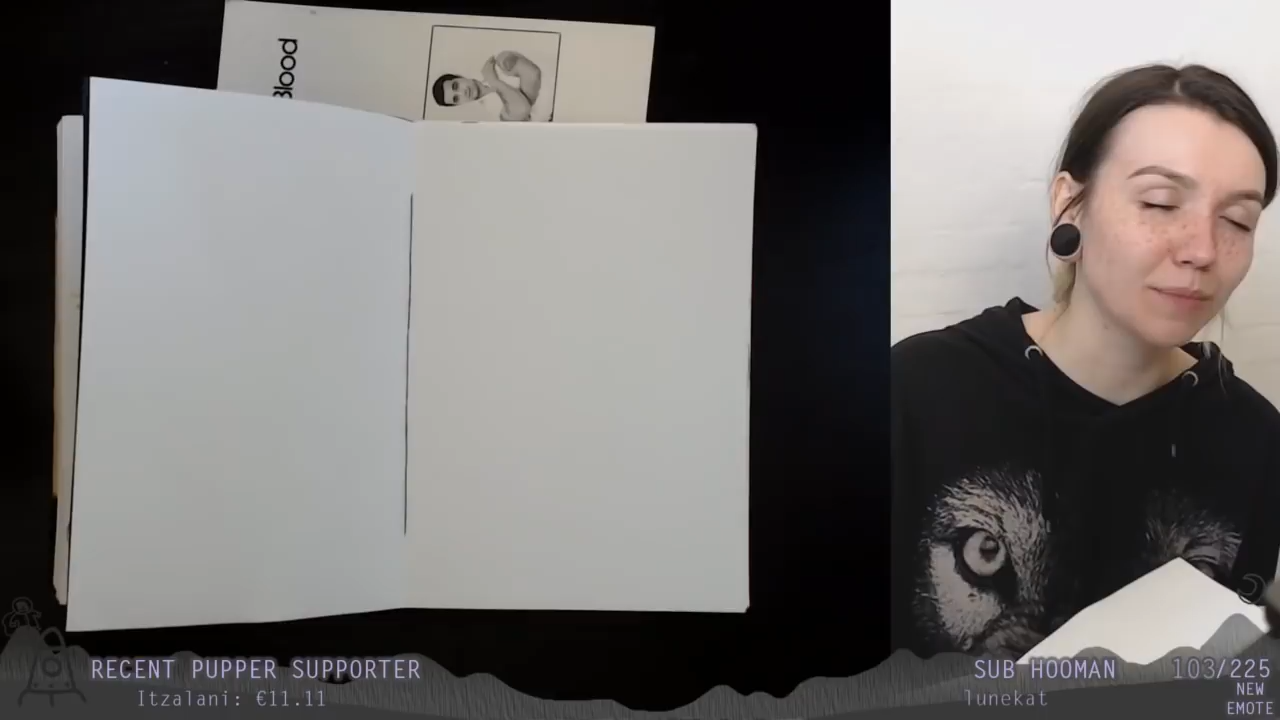 Blood
RECENT PUPPER SUPPORTER
Itzalani: €11.11
SUB HOOMAN
lunekat
103/225
NEW
EMOTE